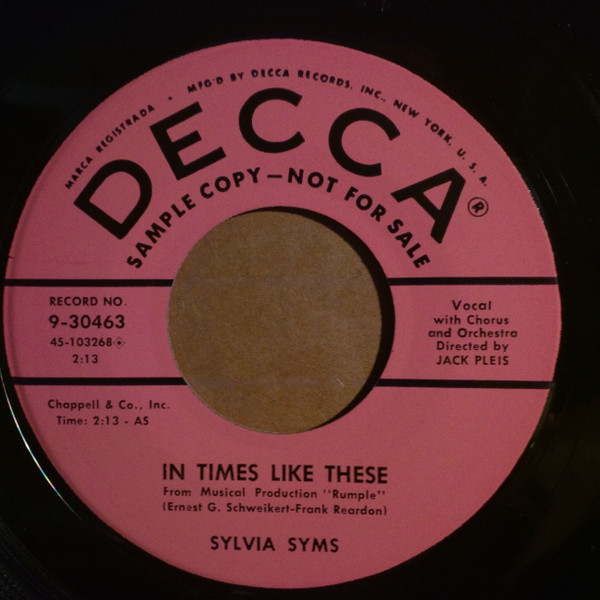 MARCA REGISTRADA • MFG'D BY DECCA RECORDS, INC., NEW YORK, U. S. A.
DECCA®
SAMPLE COPY—NOT FOR SALE
RECORD NO.
9-30463
45-103268
2:13
Vocal
with Chorus
and Orchestra
Directed by
JACK PLEIS
Chappell & Co., Inc.
Time: 2:13 - AS
IN TIMES LIKE THESE
From Musical Production "Rumple"
(Ernest G. Schweikert-Frank Reardon)
SYLVIA SYMS